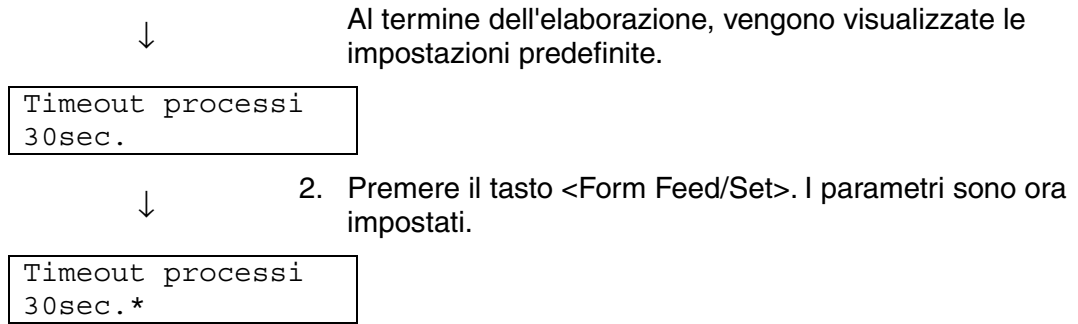 ↓
Al termine dell'elaborazione, vengono visualizzate le
impostazioni predefinite.
Timeout processi
30sec.
↓
2. Premere il tasto <Form Feed/Set>. I parametri sono ora
impostati.
Timeout processi
30sec.*